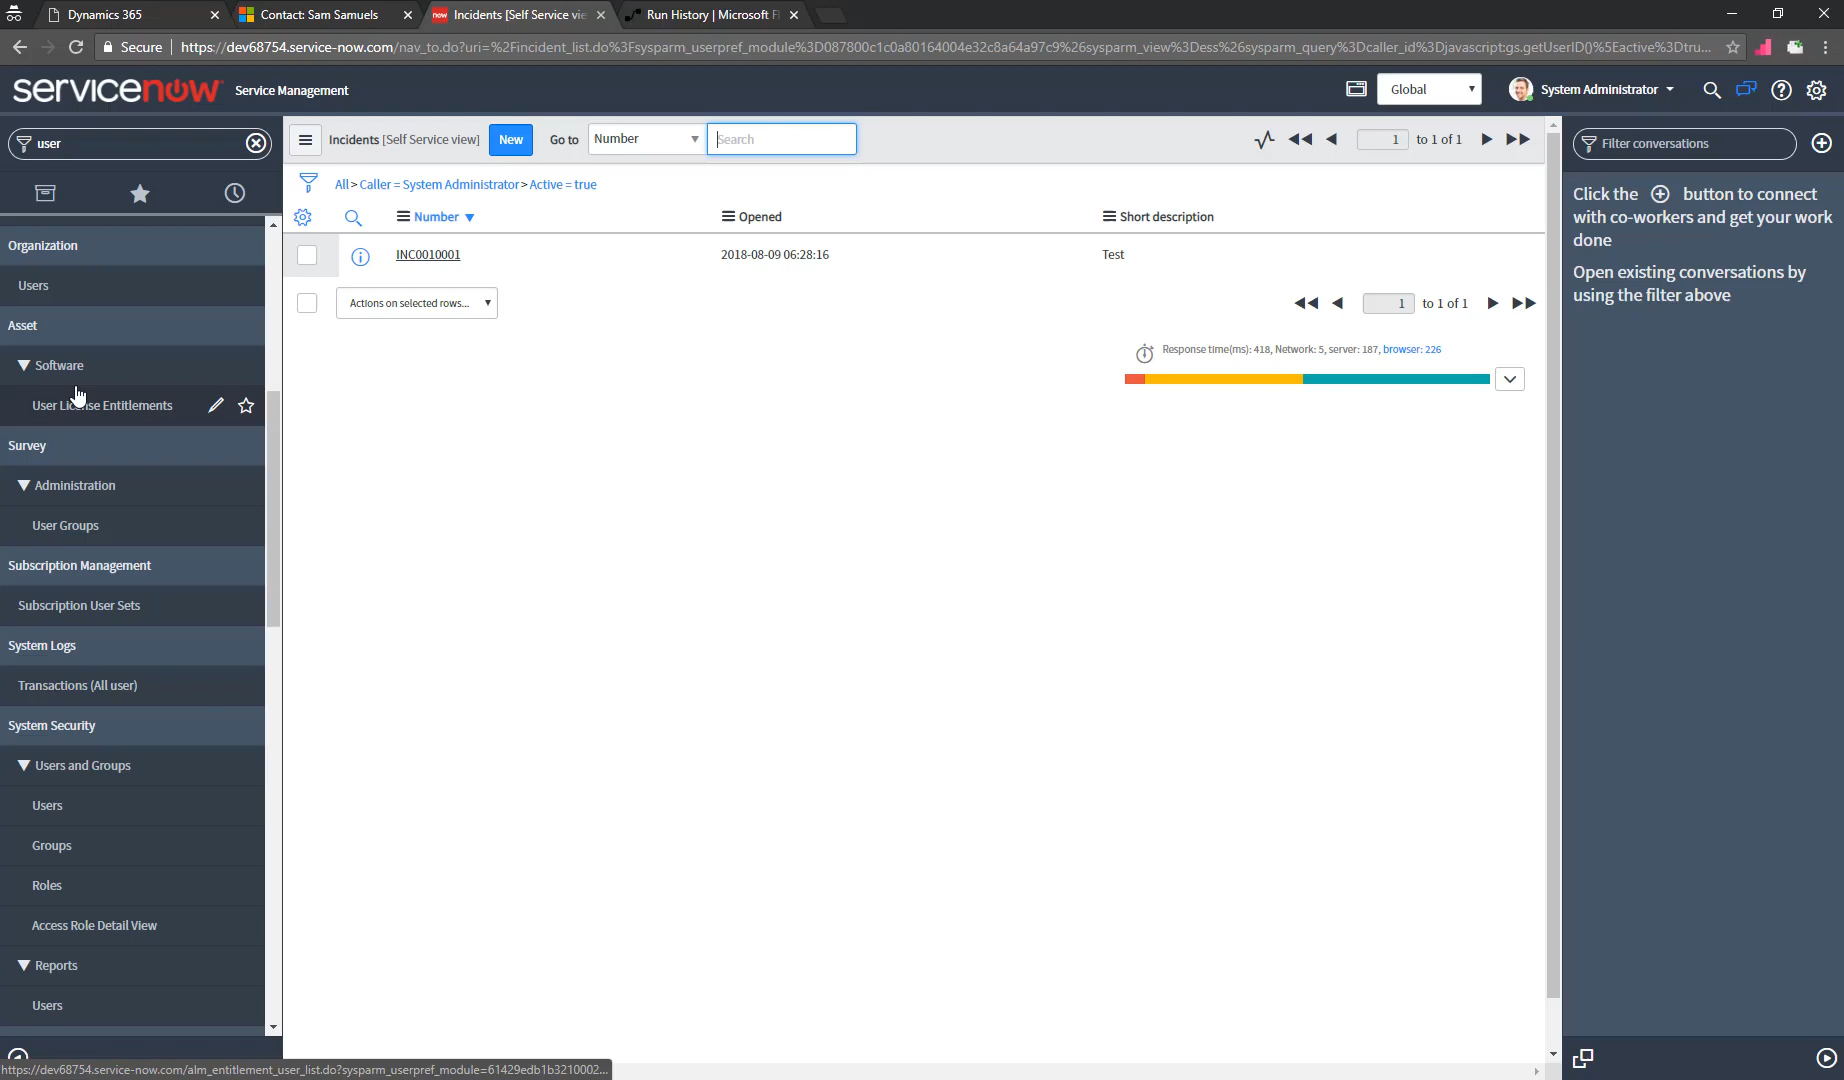 Dynamics 365
Contact: Sam Samuels
Incidents [Self Service vie
Run History | Microsoft Fl
Secure
https://dev68754.service-now.com/nav_to.do?uri=%2Fincident_list.do%3Fsysparm_userpref_module%3D087800c1c0a80164004e32c8a64a97c9%26sysparm_view%3Dess%26sysparm_query%3Dcaller_id%3Djavascript:gs.getUserID()%5Eactive%3Dtru...
servicenow
Service Management
Global
System Administrator
user
Organization
Users
Asset
Software
User License Entitlements
Survey
Administration
User Groups
Subscription Management
Subscription User Sets
System Logs
Transactions (All user)
System Security
Users and Groups
Users
Groups
Roles
Access Role Detail View
Reports
Users
https://dev68754.service-now.com/alm_entitlement_user_list.do?sysparm_userpref_module=61429edb1b3210002...
Incidents [Self Service view]
New
Go to
Number
Search
1 to 1 of 1
All > Caller = System Administrator > Active = true
Number
Opened
Short description
INC0010001
2018-08-09 06:28:16
Test
Actions on selected rows...
1 to 1 of 1
Response time(ms): 418, Network: 5, server: 187, browser: 226
Filter conversations
Click the button to connect
with co-workers and get your work
done
Open existing conversations by
using the filter above